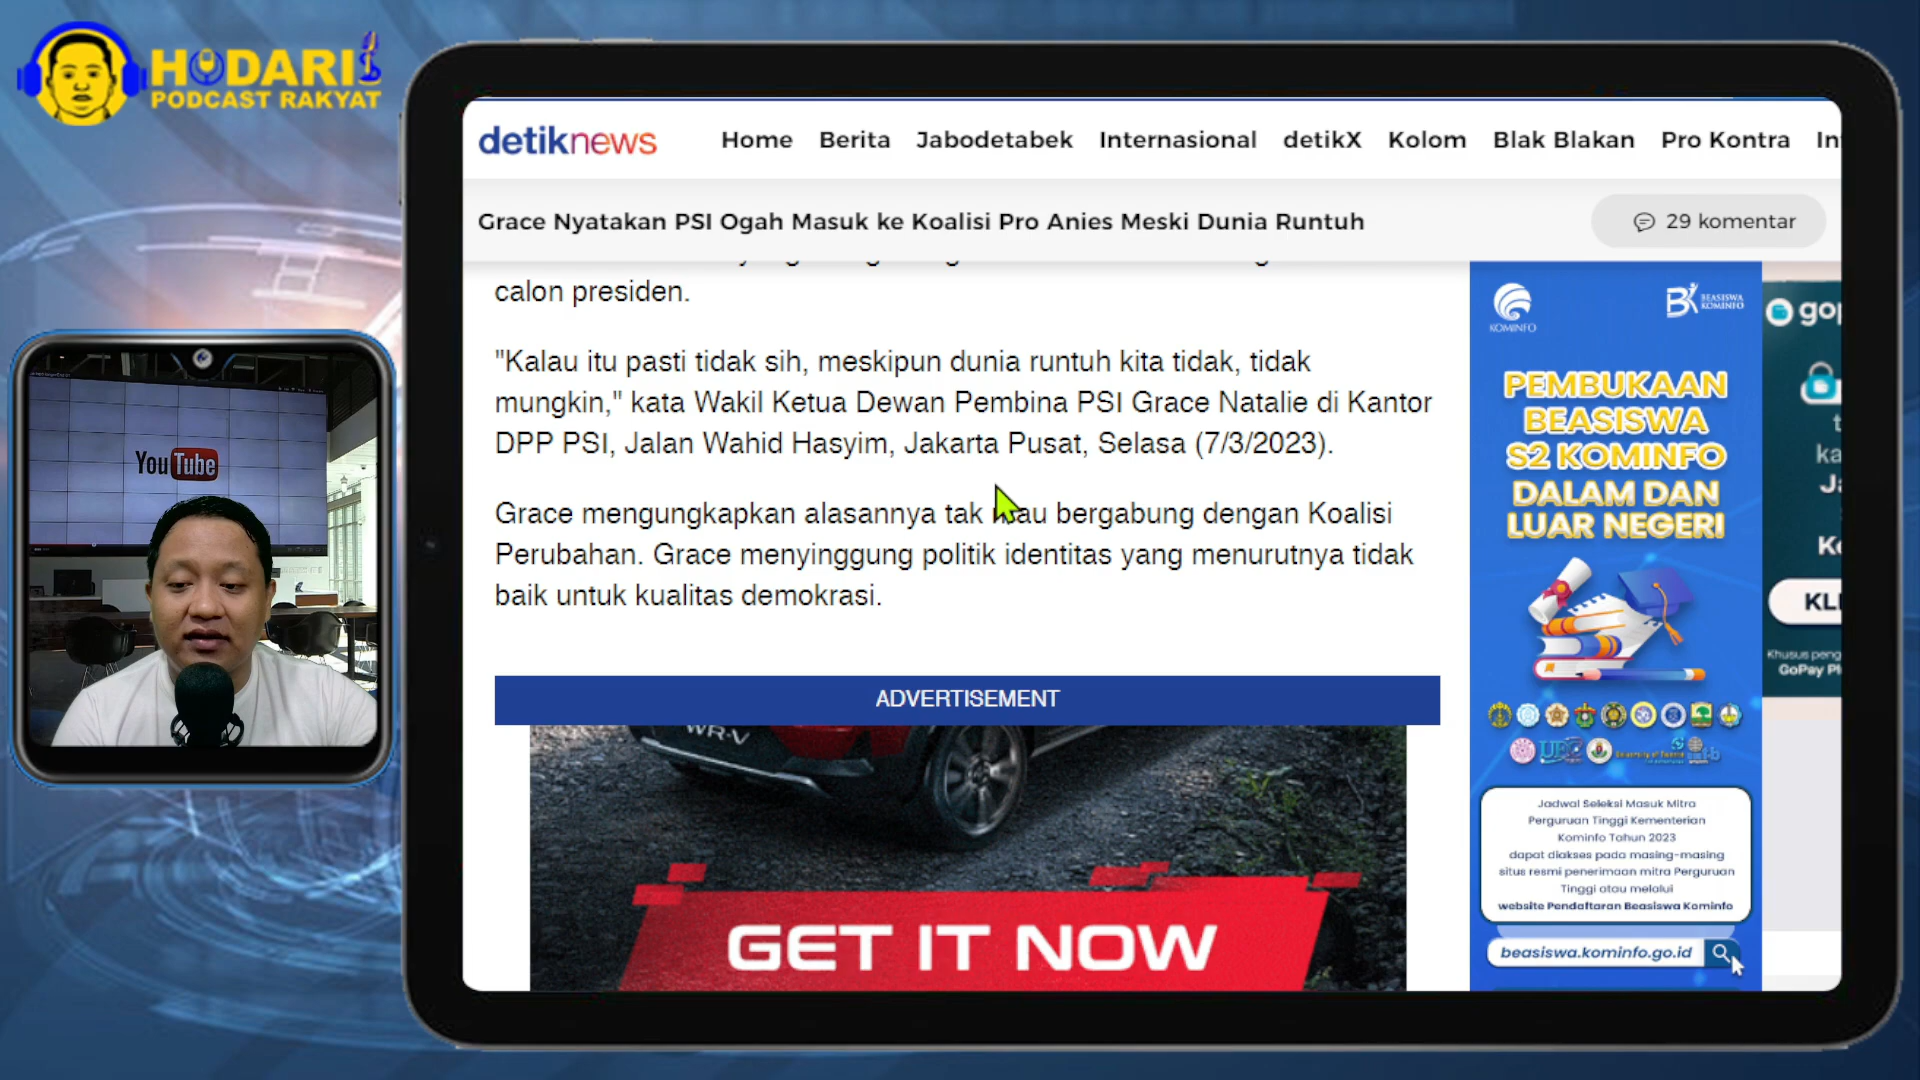 HODARI
PODCAST RAKYAT
YouTube
detiknews
Home Berita Jabodetabek Internasional detikX Kolom Blak Blakan Pro Kontra
Grace Nyatakan PSI Ogah Masuk ke Koalisi Pro Anies Meski Dunia Runtuh
29 komentar
calon presiden.
"Kalau itu pasti tidak sih, meskipun dunia runtuh kita tidak, tidak
mungkin," kata Wakil Ketua Dewan Pembina PSI Grace Natalie di Kantor
DPP PSI, Jalan Wahid Hasyim, Jakarta Pusat, Selasa (7/3/2023).
Grace mengungkapkan alasannya tak mau bergabung dengan Koalisi
Perubahan. Grace menyinggung politik identitas yang menurutnya tidak
baik untuk kualitas demokrasi.
ADVERTISEMENT
WR-V
GET IT NOW
KOMINFO
BEASISWA
KOMINFO
PEMBUKAAN
BEASISWA
S2 KOMINFO
DALAM DAN
LUAR NEGERI
Jadwal Seleksi Masuk Mitra
Perguruan Tinggi Kementerian
Kominfo Tahun 2023
dapat diakses pada masing-masing
situs resmi penerimaan mitra Perguruan
Tinggi atau melalui
website Pendaftaran Beasiswa Kominfo
beasiswa.kominfo.go.id
Khusus
GoPay